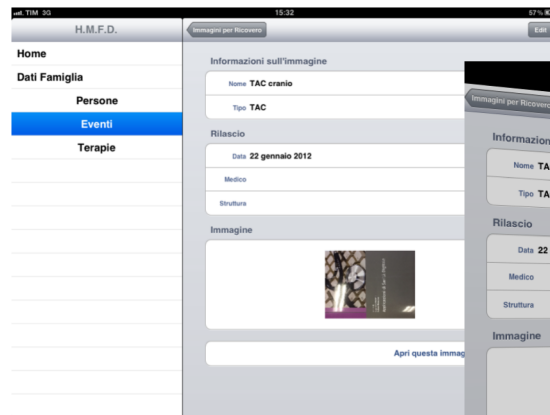 TIM 3G 15:32 67%
H.M.F.D. Immagini per Ricovero Edit
Home
Dati Famiglia
Persone
Eventi
Terapie
Informazioni sull'immagine
Nome TAC cranio
Tipo TAC
Rilascio
Data 22 gennaio 2012
Medico
Struttura
Immagine
Apri questa immag
Immagini per Ricovero
Informazion
Nome TA
Tipo TA
Rilascio
Data 22
Medico
Struttura
Immagine